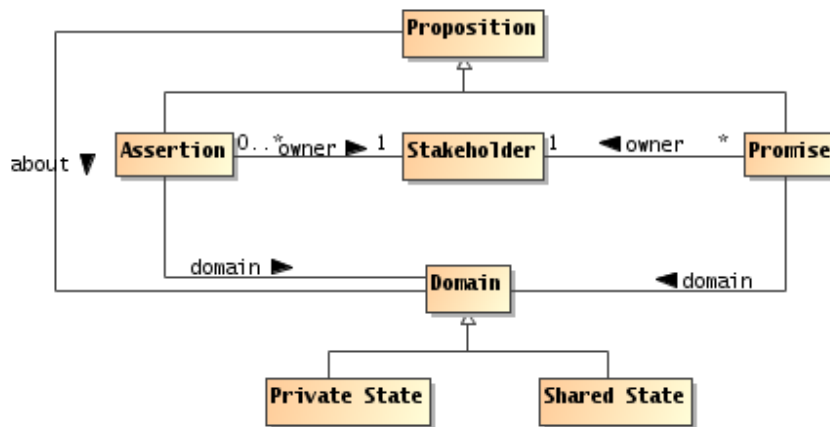 Proposition
Assertion
0..*
owner
1
Stakeholder
1
owner
*
Promise
about
domain
Domain
domain
Private State
Shared State